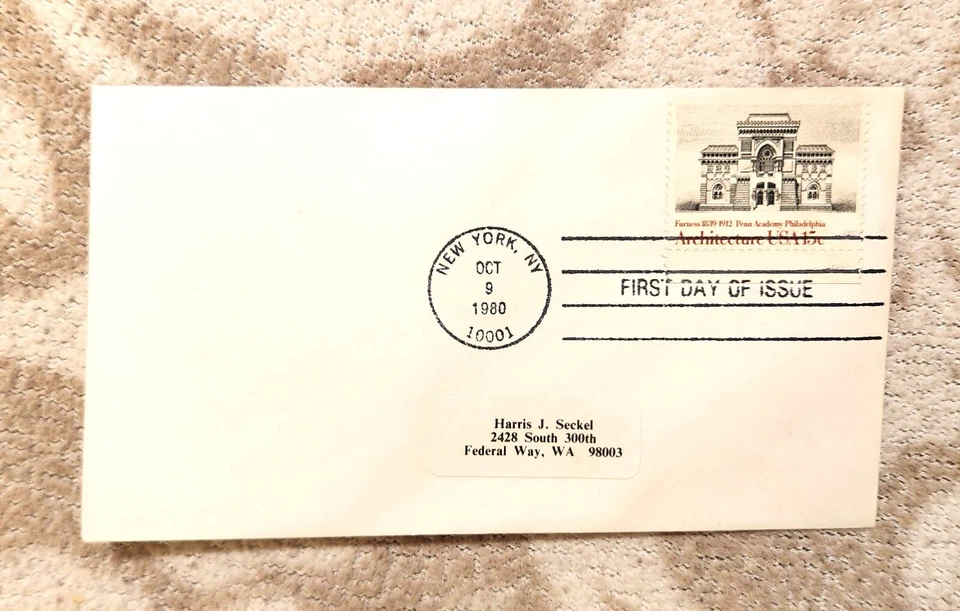 Furness 1839-1912 Penn Academy Philadelphia
Architecture USA 15c
NEW YORK, NY
OCT
9
1980
10001
FIRST DAY OF ISSUE
Harris J. Seckel
2428 South 300th
Federal Way, WA 98003